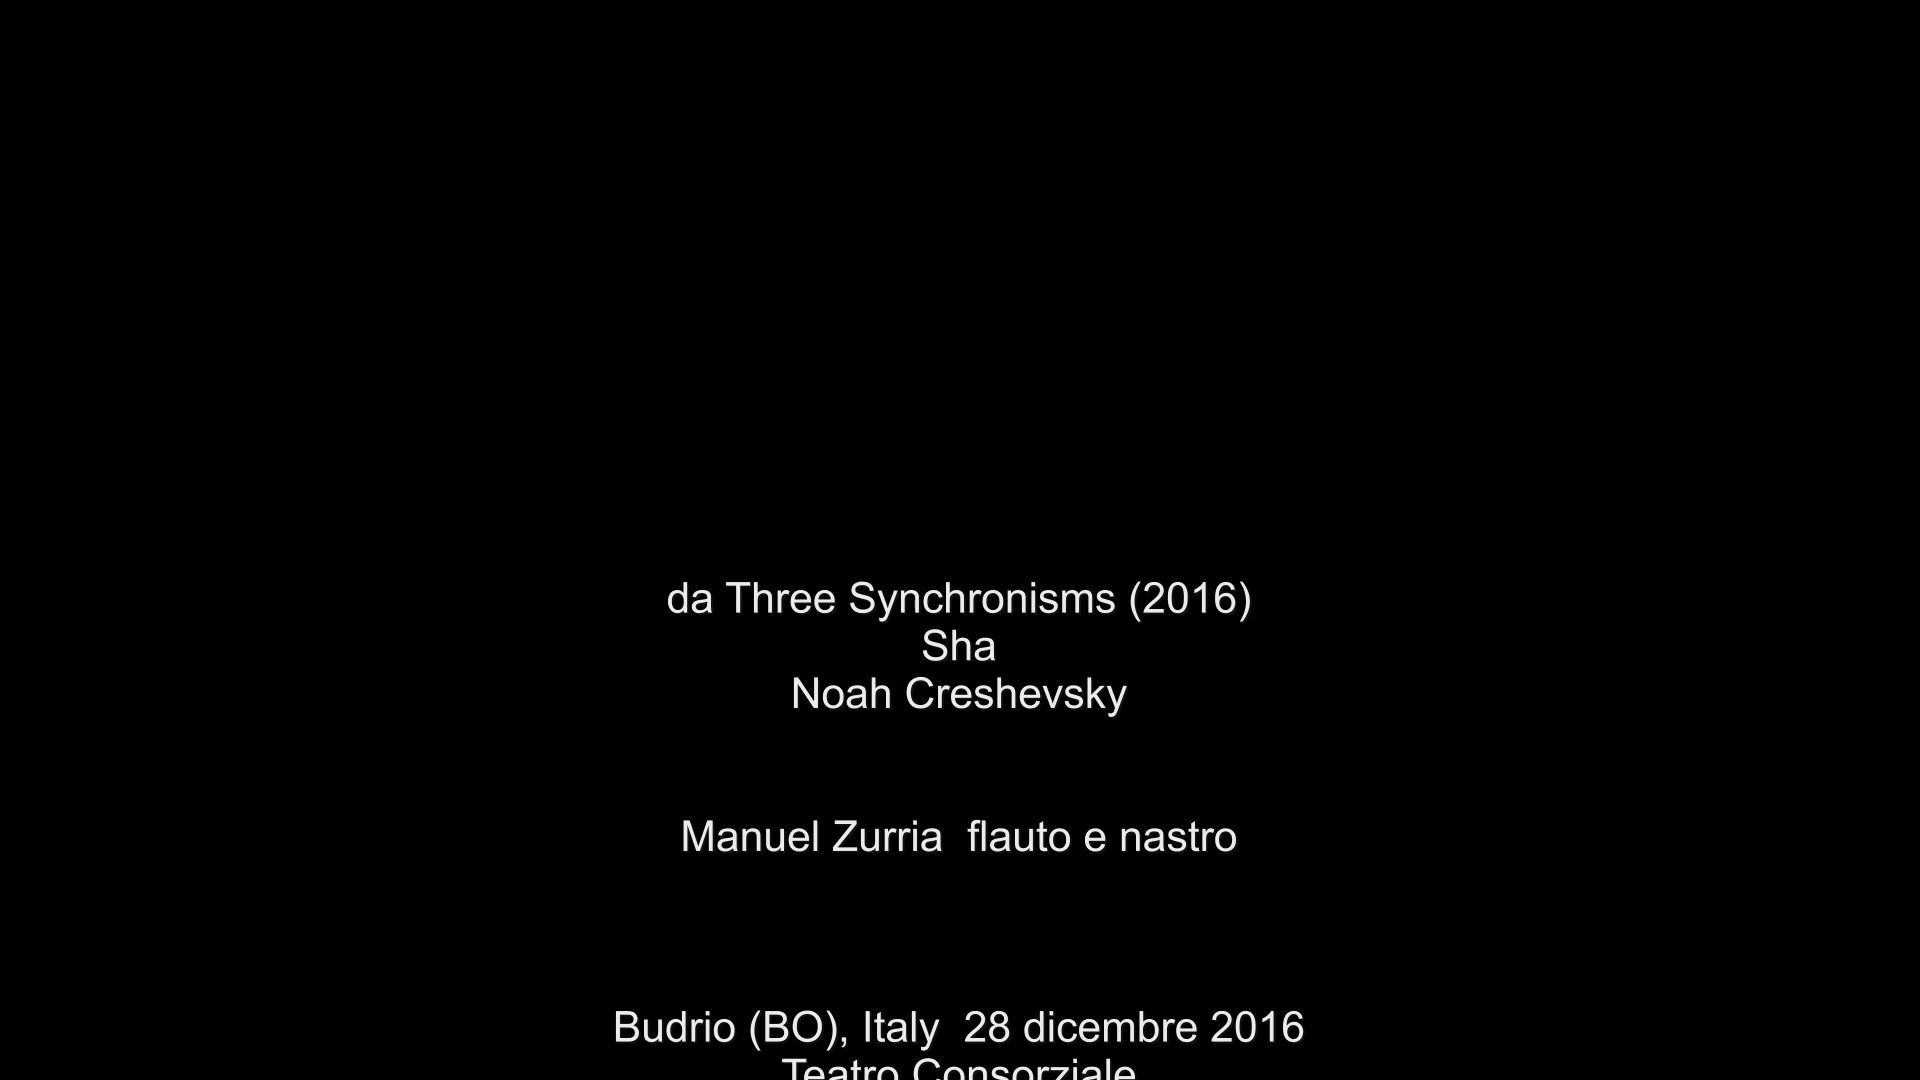 da Three Synchronisms (2016)
Sha
Noah Creshevsky
Manuel Zurria  flauto e nastro
Budrio (BO), Italy  28 dicembre 2016
Teatro Consorziale